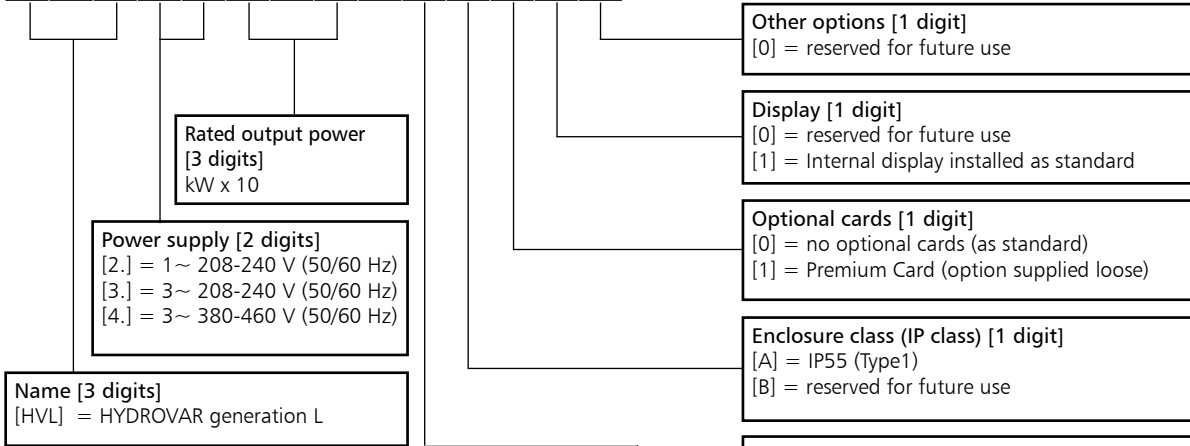 Other options [1 digit]
[0] = reserved for future use
Display [1 digit]
[0] = reserved for future use
[1] = Internal display installed as standard
Rated output power
[3 digits]
kW x 10
Optional cards [1 digit]
[0] = no optional cards (as standard)
[1] = Premium Card (option supplied loose)
Power supply [2 digits]
[2.] = 1~ 208-240 V (50/60 Hz)
[3.] = 3~ 208-240 V (50/60 Hz)
[4.] = 3~ 380-460 V (50/60 Hz)
Enclosure class (IP class) [1 digit]
[A] = IP55 (Type1)
[B] = reserved for future use
Name [3 digits]
[HVL] = HYDROVAR generation L